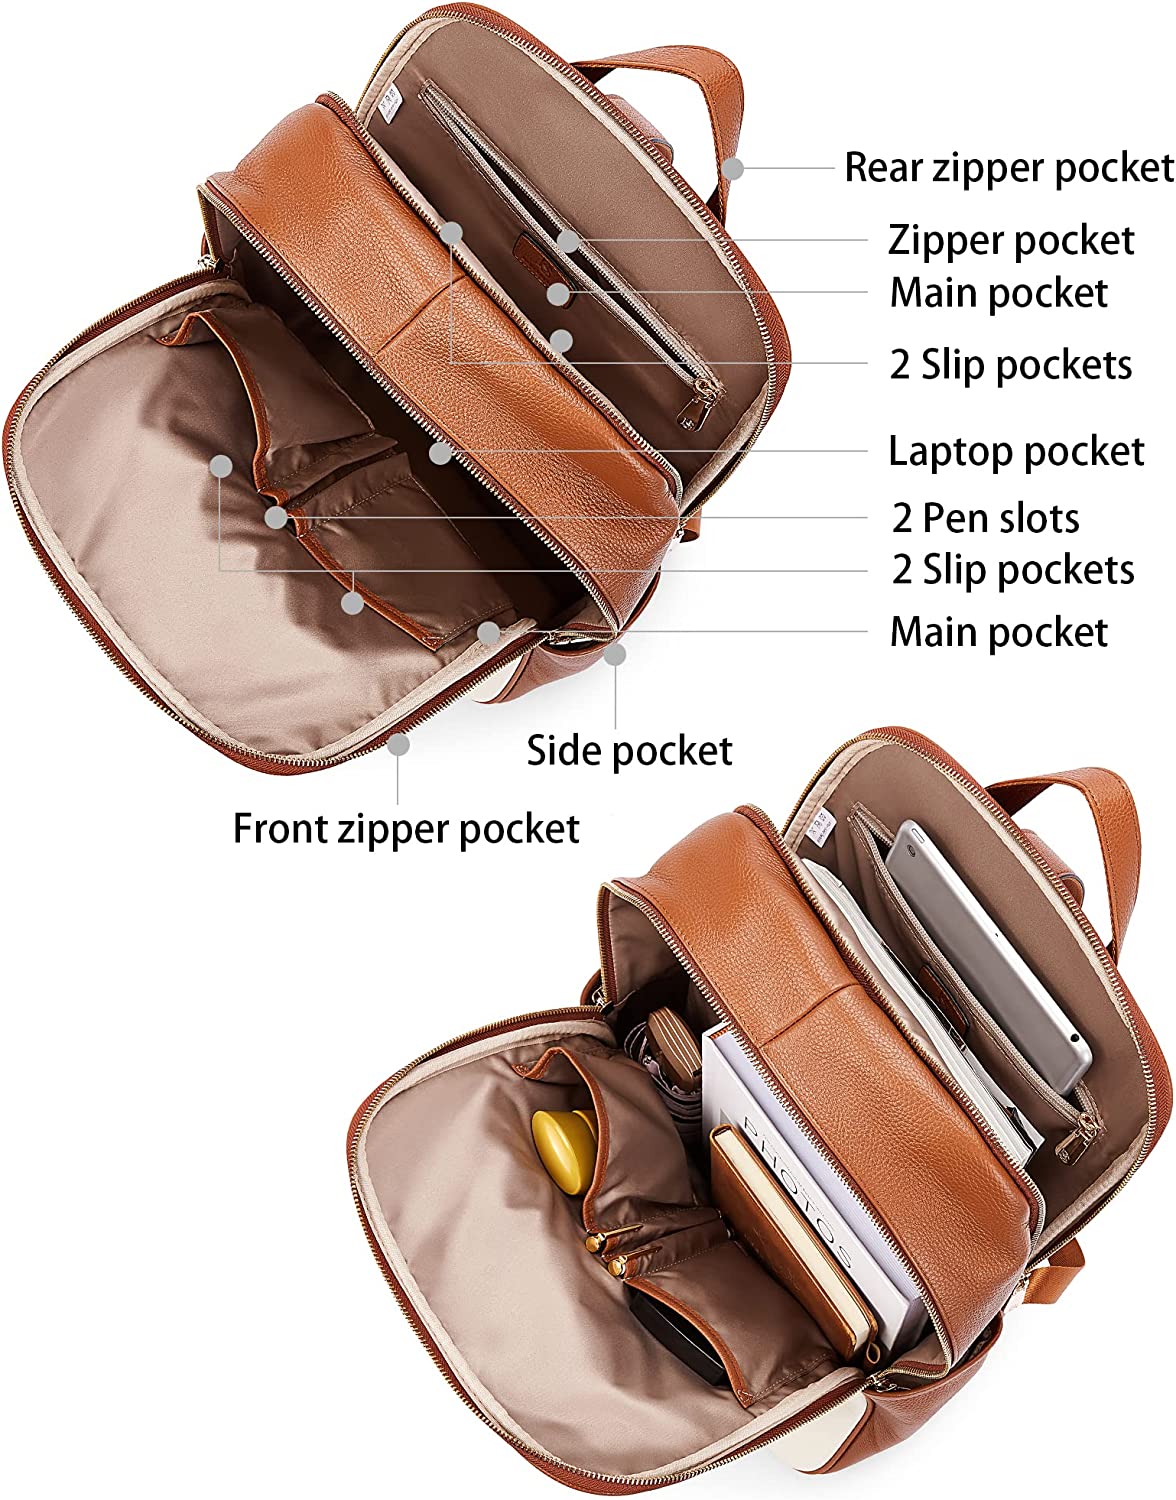 Rear zipper pocket
Zipper pocket
Main pocket
2 Slip pockets
Laptop pocket
2 Pen slots
2 Slip pockets
Main pocket
Side pocket
Front zipper pocket
PHOTOS